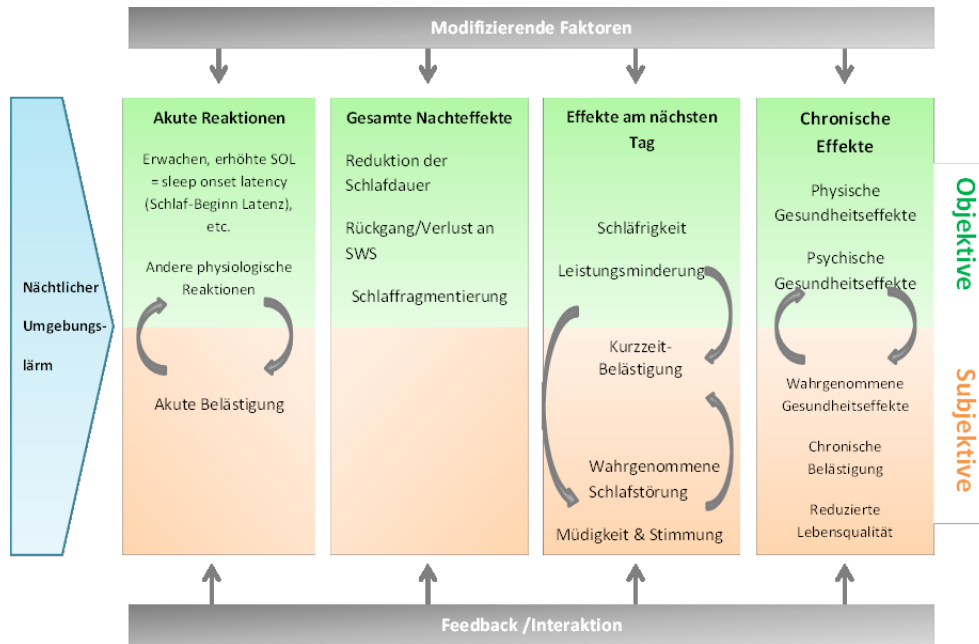 Modifizierende Faktoren
Nächtlicher
Umgebungs-
lärm
Akute Reaktionen
Erwachen, erhöhte SOL
= sleep onset latency
(Schlaf-Beginn Latenz),
etc.
Andere physiologische
Reaktionen
Akute Belästigung
Gesamte Nachteffekte
Reduktion der
Schlafdauer
Rückgang/Verlust an
SWS
Schlaffragmentierung
Effekte am nächsten
Tag
Schläfrigkeit
Leistungsminderung
Kurzzeit-
Belästigung
Wahrgenommene
Schlafstörung
Müdigkeit & Stimmung
Chronische
Effekte
Physische
Gesundheitseffekte
Psychische
Gesundheitseffekte
Wahrgenommene
Gesundheitseffekte
Chronische
Belästigung
Reduzierte
Lebensqualität
Objektive
Subjektive
Feedback /Interaktion